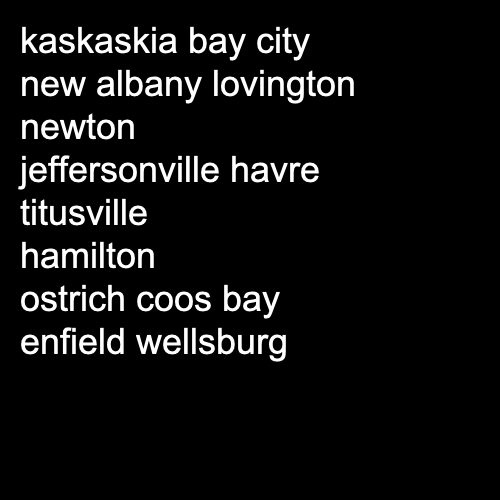 kaskaskia bay city
new albany lovington
newton
jeffersonville havre
titusville
hamilton
ostrich coos bay
enfield wellsburg